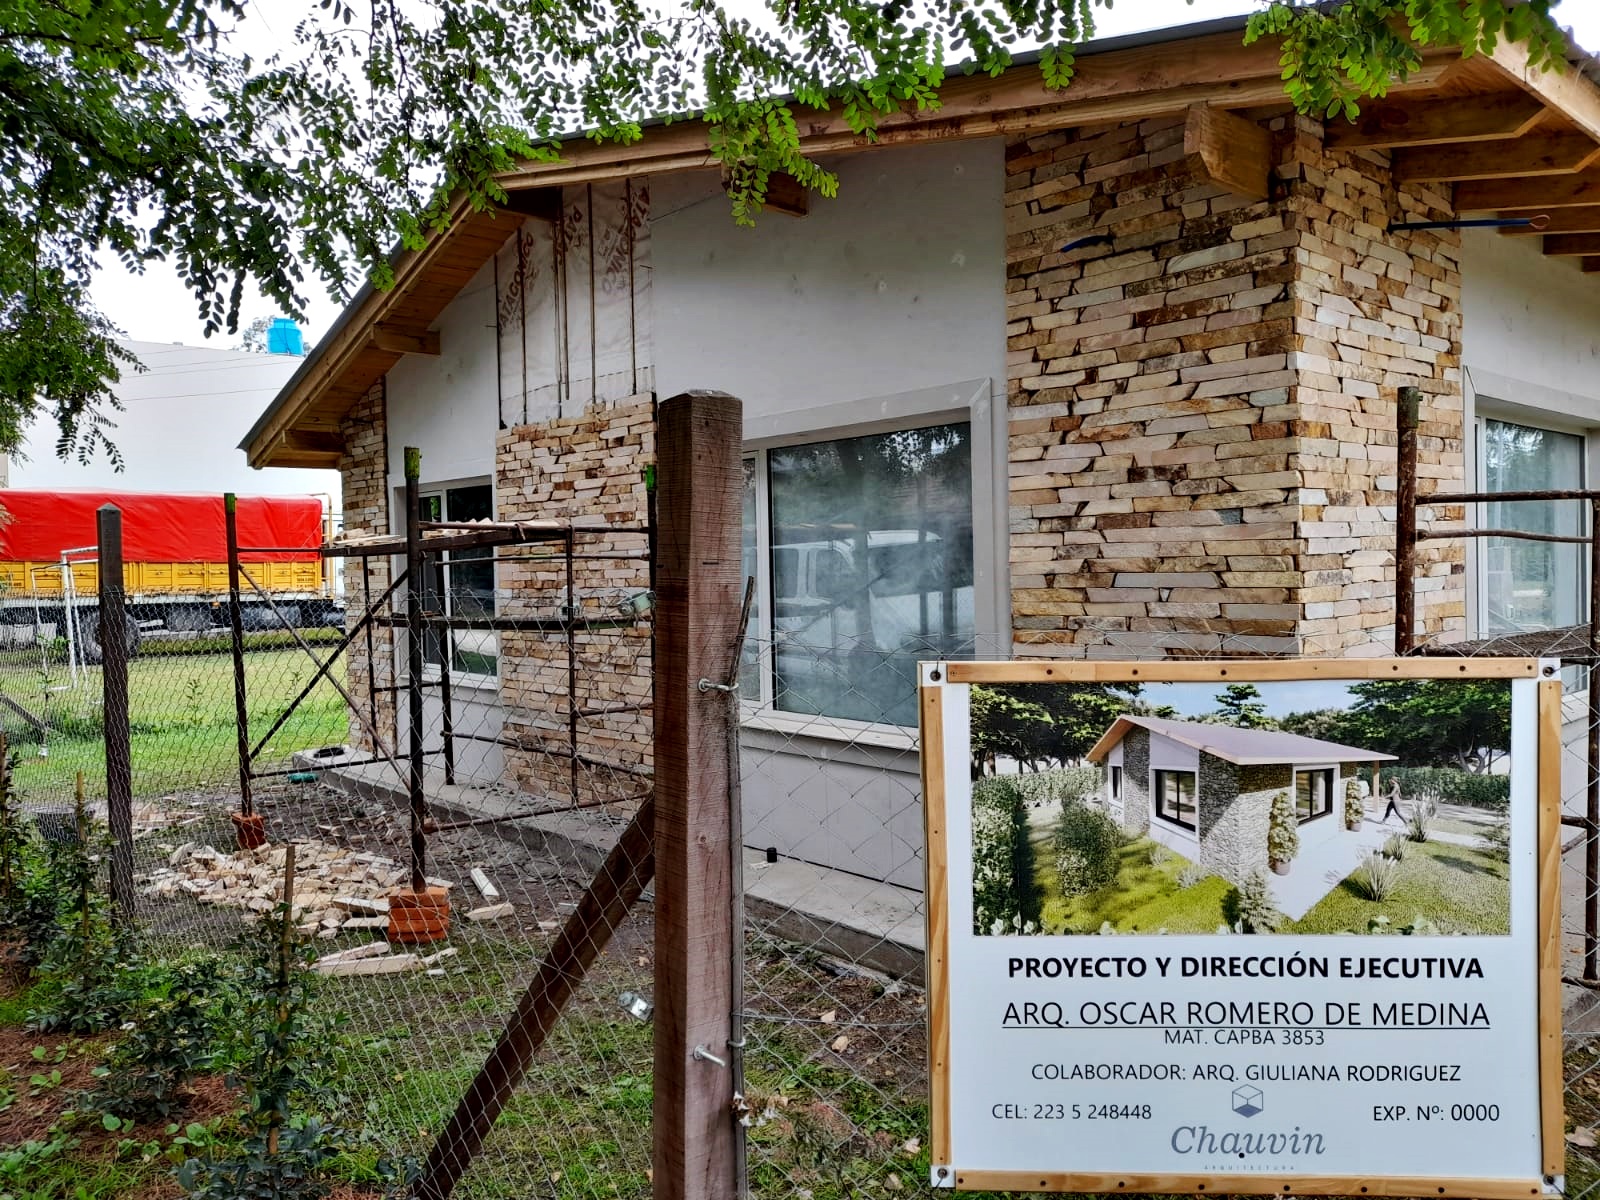 PROYECTO Y DIRECCIÓN EJECUTIVA
ARQ. OSCAR ROMERO DE MEDINA
MAT. CAPBA 3853
COLABORADOR: ARQ. GIULIANA RODRIGUEZ
CEL: 223 5 248448
EXP. Nº: 0000
Chauvin
ARQUITECTURA